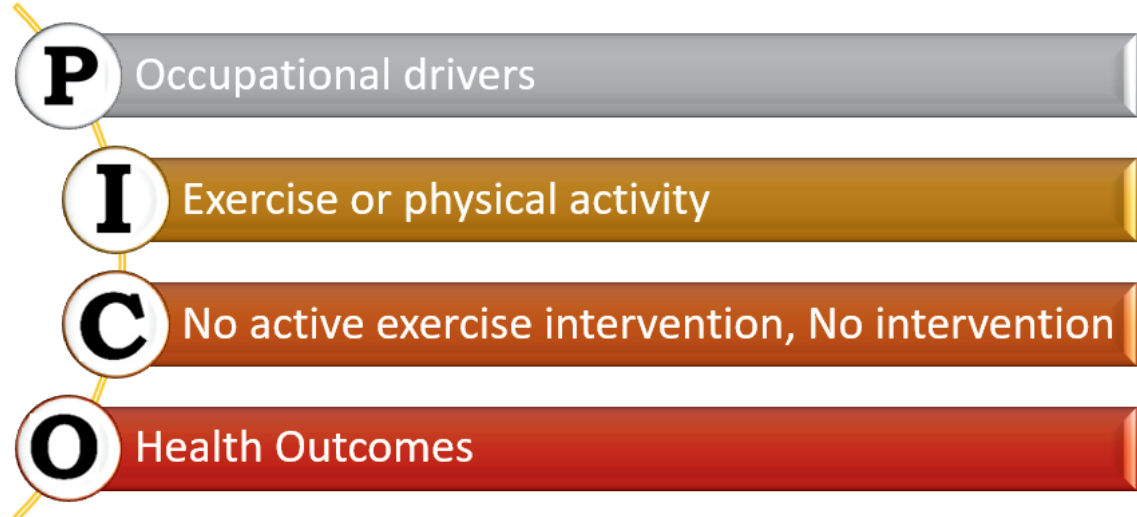 P Occupational drivers
I Exercise or physical activity
C No active exercise intervention, No intervention
O Health Outcomes